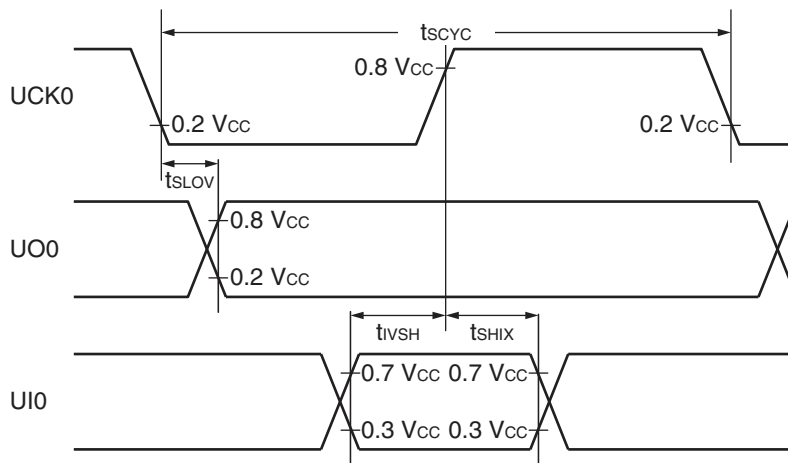 tSCYC
UCK0
0.8 VCC
0.2 VCC
0.2 VCC
tSLOV
UO0
0.8 VCC
0.2 VCC
tIVSH
tSHIX
UI0
0.7 VCC
0.7 VCC
0.3 VCC
0.3 VCC